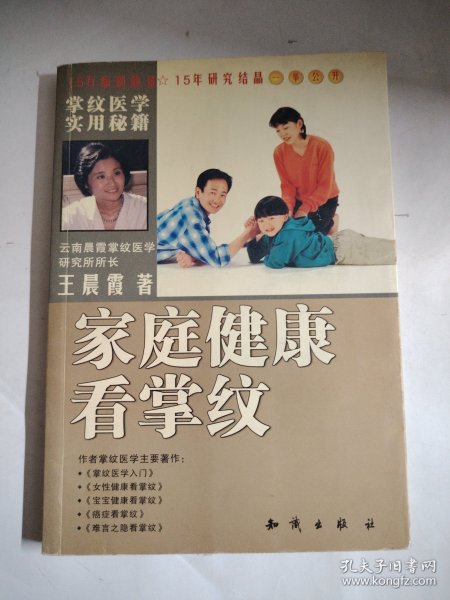 15年研究结晶 一单公开
掌纹医学
实用秘籍
云南晨霞掌纹医学
研究所所长
王晨霞 著
家庭健康
看掌纹
作者掌纹医学主要著作：
•《掌纹医学入门》
•《女性健康看掌纹》
•《宝宝健康看掌纹》
•《癌症看掌纹》
•《难言之隐看掌纹》
知识出版社
孔夫子旧书网
www.kongfz.com